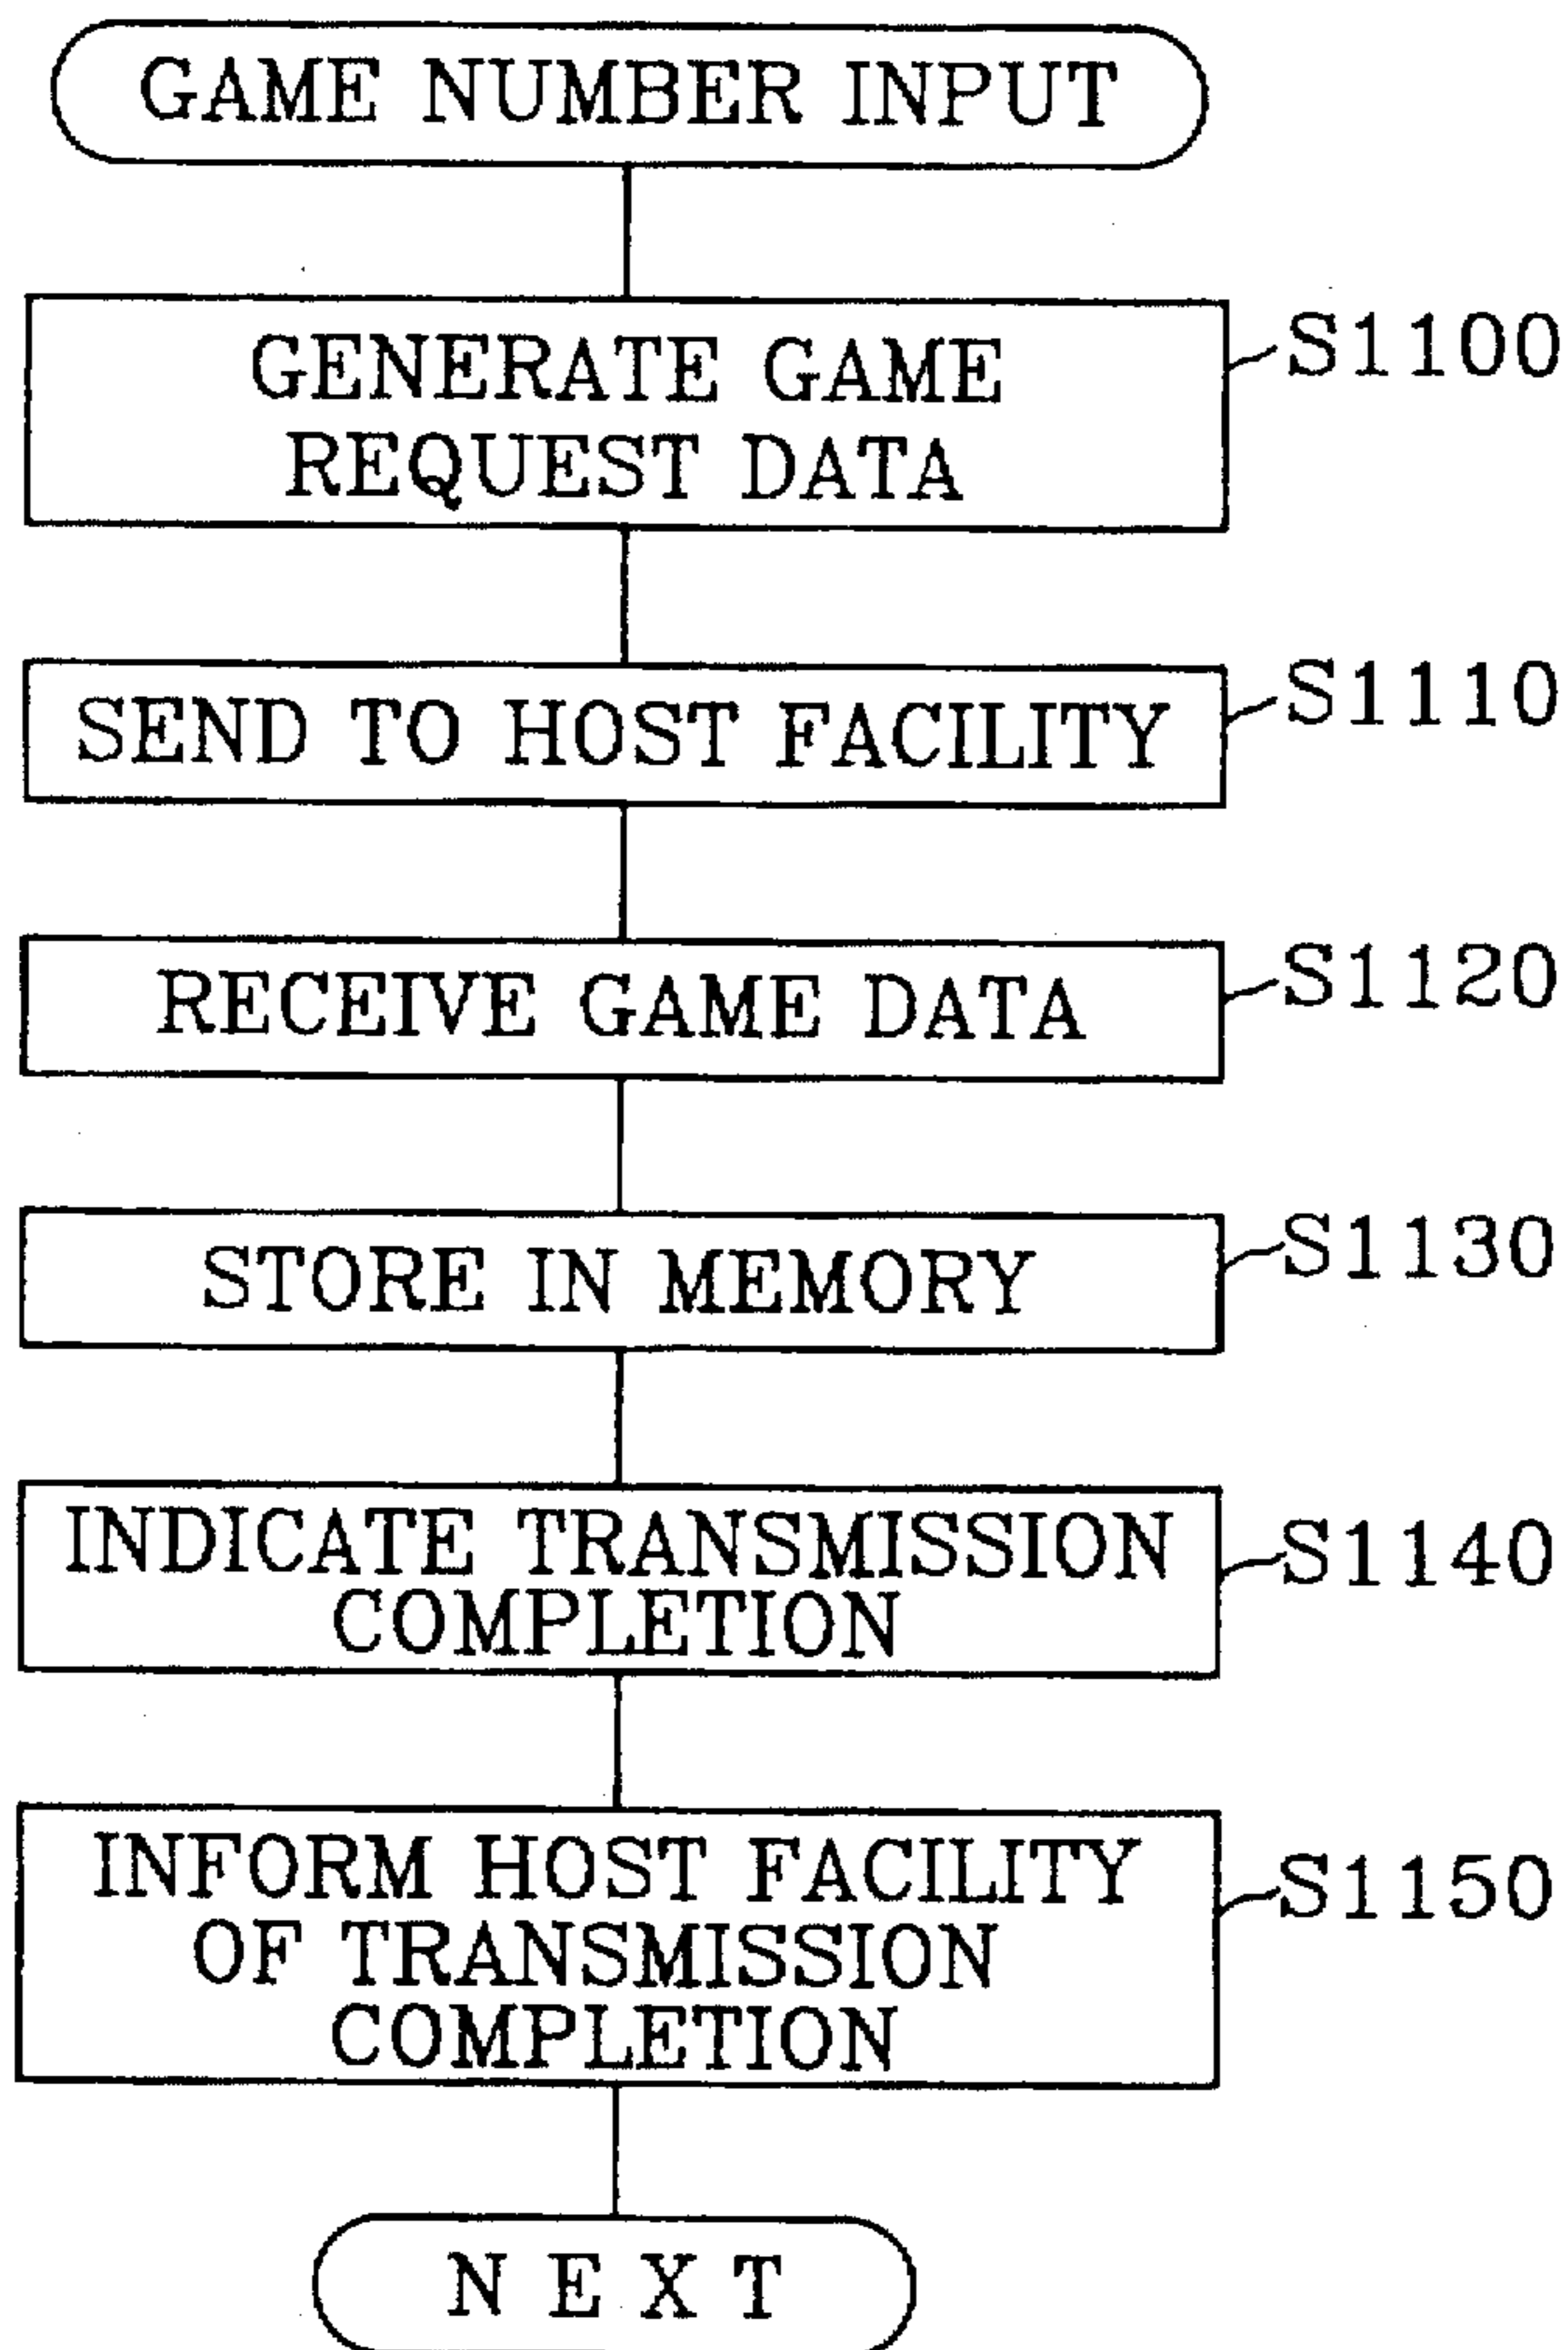 GAME NUMBER INPUT
GENERATE GAME
REQUEST DATA
S1100
SEND TO HOST FACILITY
S1110
RECEIVE GAME DATA
S1120
STORE IN MEMORY
S1130
INDICATE TRANSMISSION
COMPLETION
S1140
INFORM HOST FACILITY
OF TRANSMISSION
COMPLETION
S1150
NEXT